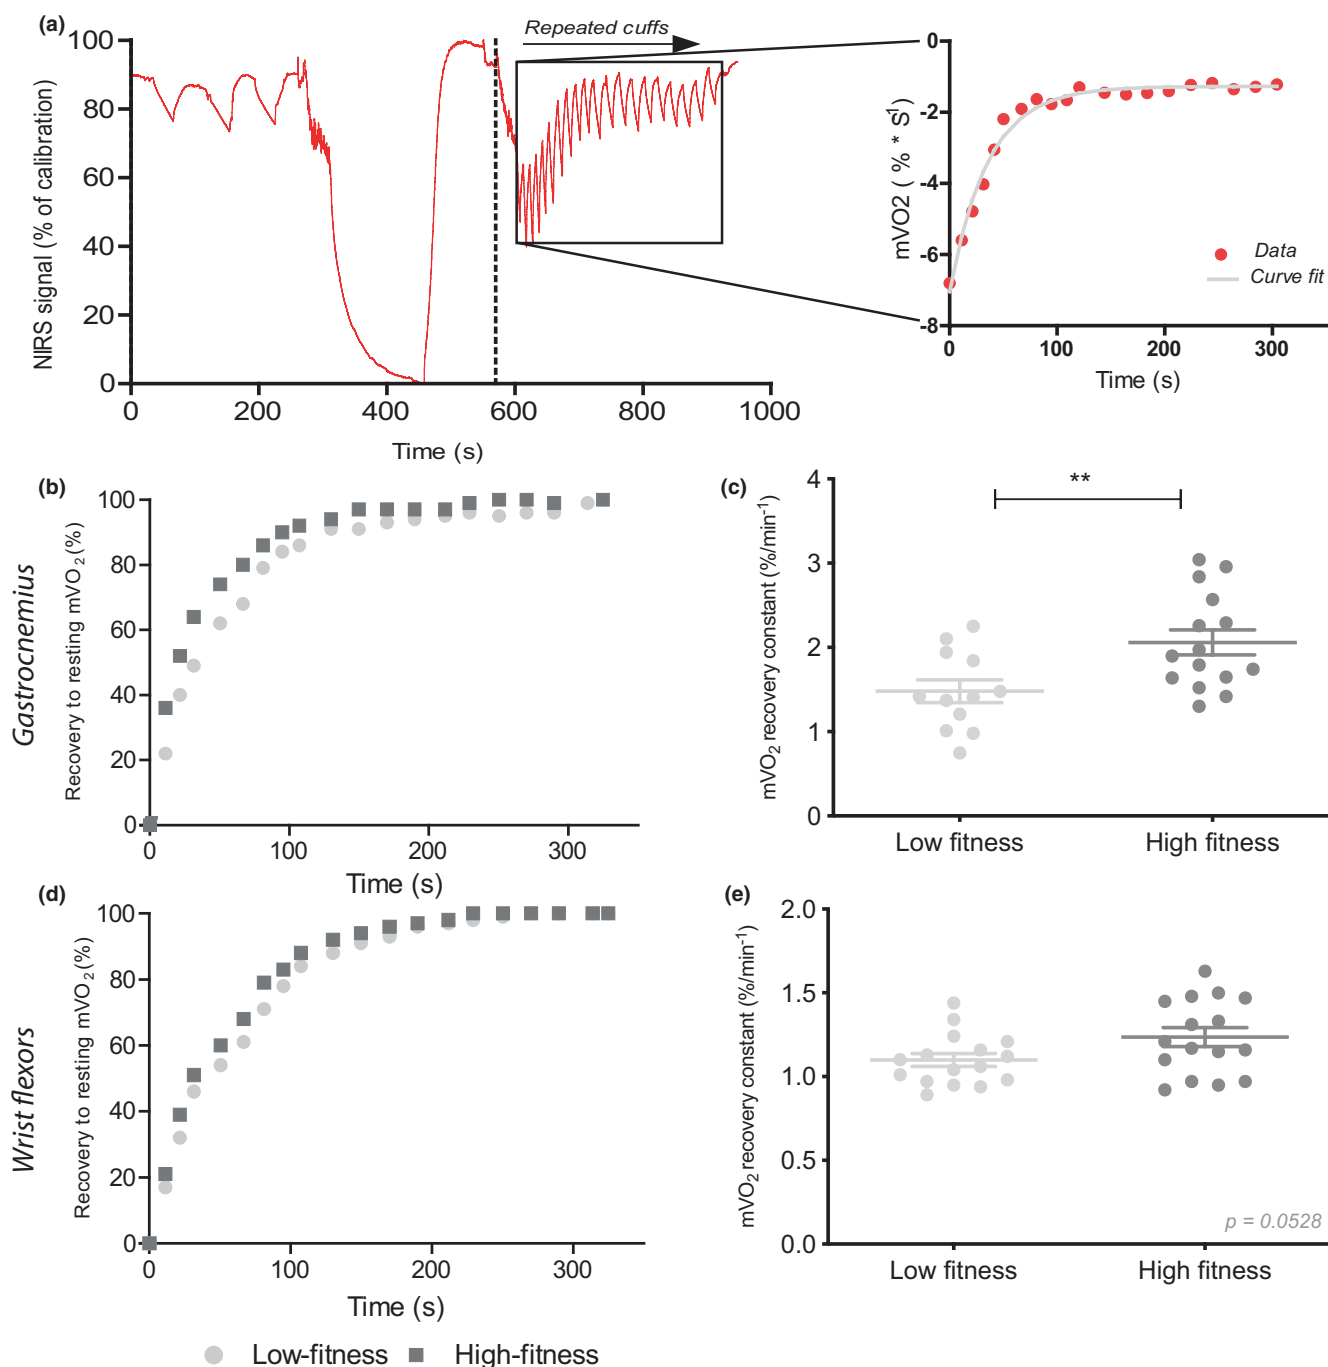 (a)
Repeated cuffs
100
80
60
40
20
0
NIRS signal (% of calibration)
0 200 400 600 800 1000
Time (s)
0
-2
-4
-6
-8
mVO2 ( % * S¹)
Data
Curve fit
0 100 200 300
Time (s)
(b)
Gastrocnemius
Recovery to resting mVO₂ (%)
100
80
60
40
20
0
0 100 200 300
Time (s)
(c)
**
mVO₂ recovery constant (%/min⁻¹)
4
3
2
1
0
Low fitness High fitness
(d)
Wrist flexors
Recovery to resting mVO₂ (%)
100
80
60
40
20
0
0 100 200 300
Time (s)
(e)
mVO₂ recovery constant (%/min⁻¹)
2.0
1.5
1.0
0.5
0.0
p = 0.0528
Low fitness High fitness
Low-fitness High-fitness